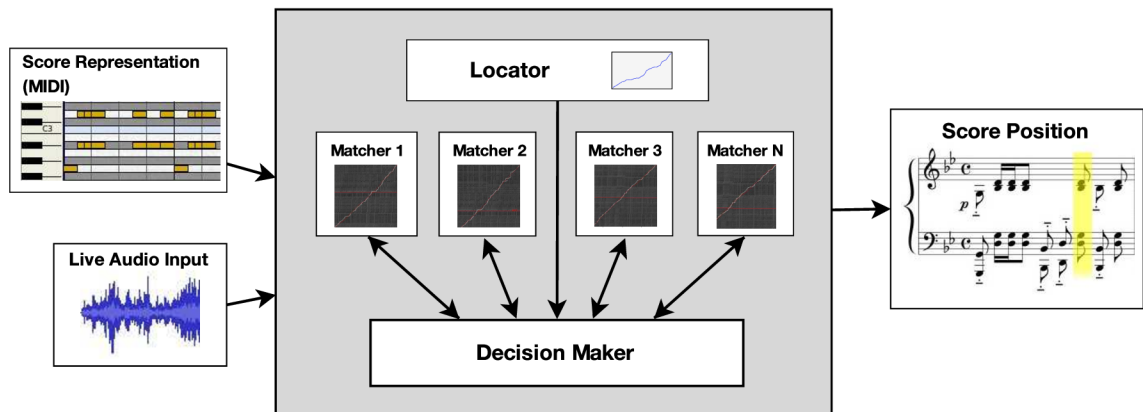 Score Representation
(MIDI)
C3
Live Audio Input
Locator
Matcher 1
Matcher 2
Matcher 3
Matcher N
Decision Maker
Score Position
p